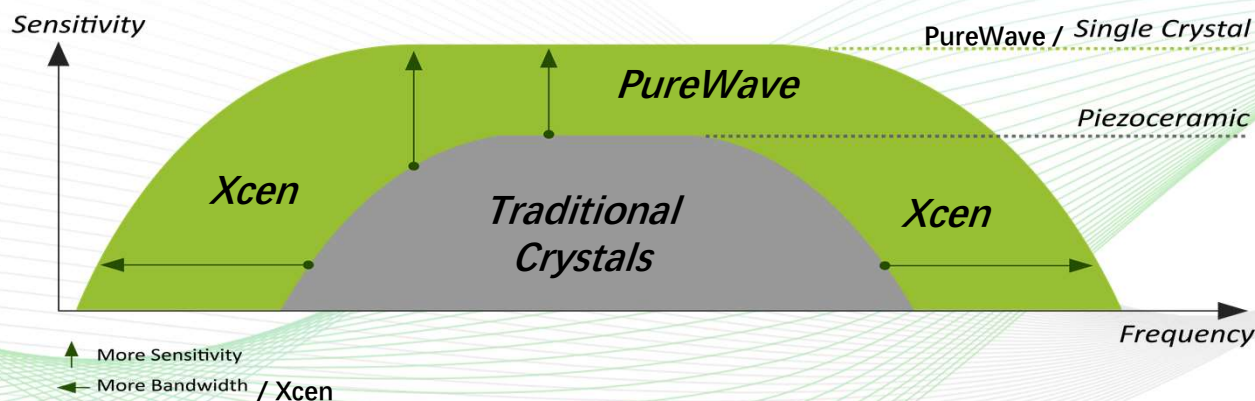 Sensitivity
PureWave / Single Crystal
PureWave
Piezoceramic
Xcen
Traditional
Crystals
Xcen
Frequency
More Sensitivity
More Bandwidth / Xcen